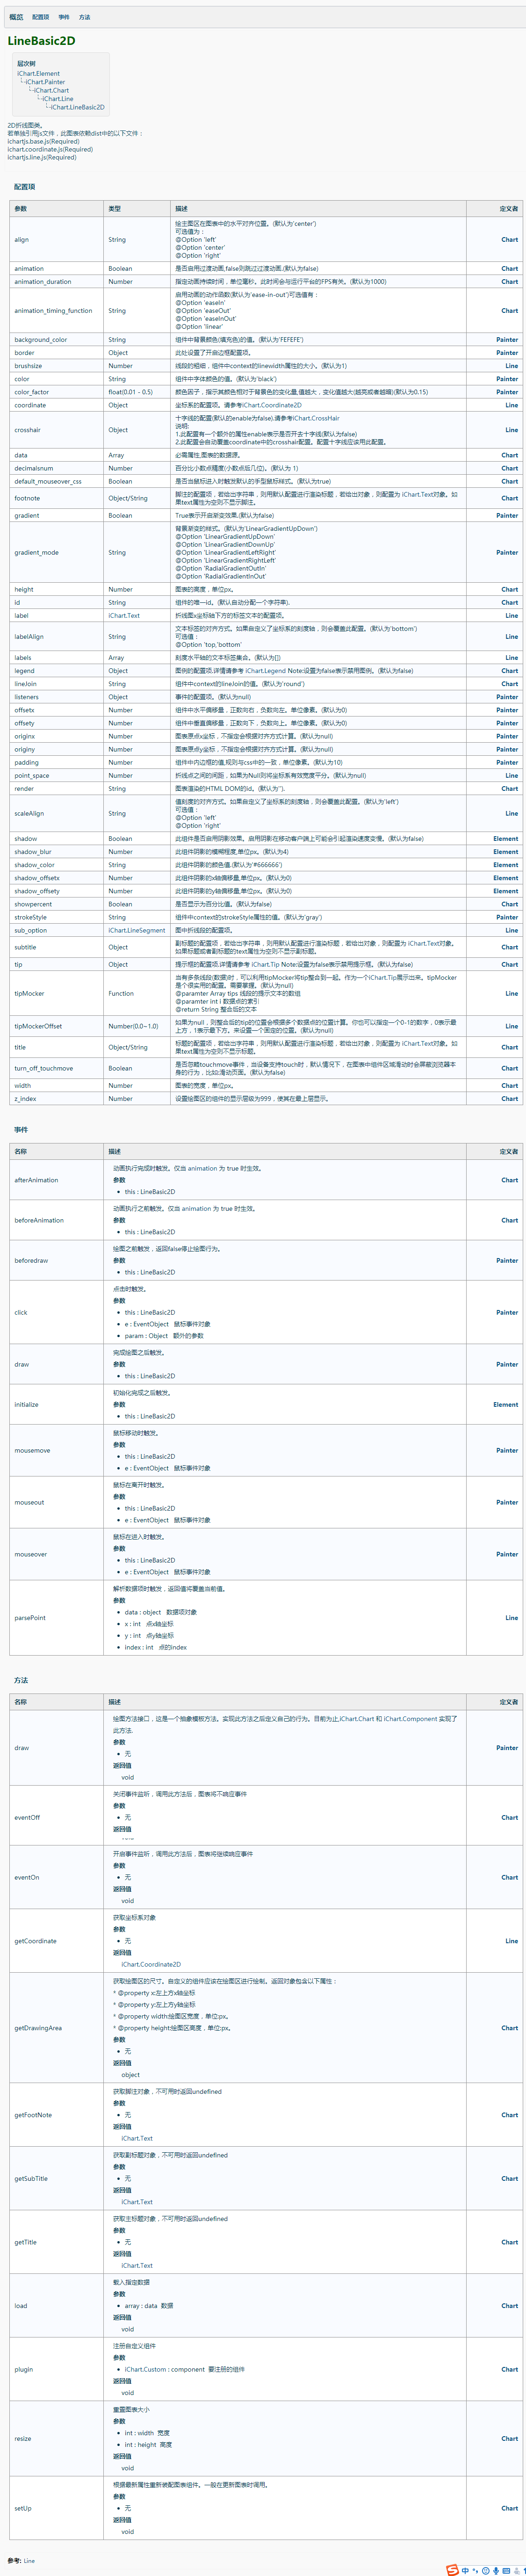 概览 配置项 事件 方法
LineBasic2D
层次树
iChart.Element
iChart.Painter
iChart.Chart
iChart.Line
iChart.LineBasic2D
2D折线图类。
若单独引用js文件，此图表依赖dist中的以下文件：
ichartjs.base.js(Required)
ichart.coordinate.js(Required)
ichartjs.line.js(Required)
配置项
参数 类型 描述 定义者
align String 绘主图区在图表中的水平对齐位置。(默认为'center') Chart
可选值为：
@Option 'left'
@Option 'center'
@Option 'right'
animation Boolean 是否启用过渡动画,false则跳过过渡动画.(默认为false) Chart
animation_duration Number 指定动画持续时间，单位毫秒。此时间会与运行平台的FPS有关。(默认为1000) Chart
animation_timing_function String 启用动画的动作函数(默认为'ease-in-out')可选值有： Chart
@Option 'easeIn'
@Option 'easeOut'
@Option 'easeInOut'
@Option 'linear'
background_color String 组件中背景颜色(填充色)的值。(默认为'FEFEFE') Painter
border Object 此处设置了开启边框配置项。 Painter
brushsize Number 线段的粗细，组件中context的linewidth属性的大小。(默认为1) Line
color String 组件中字体颜色的值。(默认为'black') Painter
color_factor float(0.01 - 0.5) 颜色因子，指示其颜色相对于背景色的变化量,值越大，变化值越大(越亮或者越暗)(默认为0.15) Painter
coordinate Object 坐标系的配置项。请参考iChart.Coordinate2D Line
crosshair Object 十字线的配置(默认的enable为false).请参考iChart.CrossHair Line
说明;
1.此配置有一个额外的属性enable表示是否开去十字线(默认为false)
2.此配置会自动覆盖coordinate中的crosshair配置。配置十字线应该用此配置。
data Array 必需属性,图表的数据源。 Chart
decimalsnum Number 百分比小数点精度(小数点后几位)。(默认为 1) Chart
default_mouseover_css Boolean 是否当鼠标进入时触发默认的手型鼠标样式。(默认为true) Chart
footnote Object/String 脚注的配置项，若给出字符串，则用默认配置进行渲染标题，若给出对象，则配置为 iChart.Text对象。如 Chart
果text属性为空则不显示脚注。
gradient Boolean True表示开启渐变效果.(默认为false) Painter
gradient_mode String 背景渐变的样式。(默认为'LinearGradientUpDown') Painter
@Option 'LinearGradientUpDown'
@Option 'LinearGradientDownUp'
@Option 'LinearGradientLeftRight'
@Option 'LinearGradientRightLeft'
@Option 'RadialGradientOutIn'
@Option 'RadialGradientInOut'
height Number 图表的高度，单位px。 Chart
id String 组件的唯一id。(默认自动分配一个字符串). Chart
label iChart.Text 折线图x坐标轴下方的标签文本的配置项。 Line
labelAlign String 文本标签的对齐方式。如果自定义了坐标系的刻度轴，则会覆盖此配置。(默认为'bottom') Line
可选值：
@Option 'top,'bottom'
labels Array 刻度水平轴的文本标签集合。(默认为[]) Line
legend Object 图例的配置项,详情请参考 iChart.Legend Note:设置为false表示禁用图例。(默认为false) Chart
lineJoin String 组件中context的lineJoin的值。(默认为'round') Chart
listeners Object 事件的配置项。(默认为null) Painter
offsetx Number 组件中水平偏移量，正数向右，负数向左。单位像素。(默认为0) Painter
offsety Number 组件中垂直偏移量，正数向下，负数向上。单位像素。(默认为0) Painter
originx Number 图表原点x坐标，不指定会根据对齐方式计算。(默认为null) Painter
originy Number 图表原点y坐标，不指定会根据对齐方式计算。(默认为null) Painter
padding Number 组件中内边框的值,规则与css中的一致，单位像素。(默认为10) Painter
point_space Number 折线点之间的间距，如果为Null则将坐标系有效宽度平分。(默认为null) Line
render String 图表渲染的HTML DOM的id。(默认为''). Chart
scaleAlign String 值刻度的对齐方式。如果自定义了坐标系的刻度轴，则会覆盖此配置。(默认为'left') Line
可选值：
@Option 'left'
@Option 'right'
shadow Boolean 此组件是否启用阴影效果。启用阴影在移动客户端上可能会引起渲染速度变慢。(默认为false) Element
shadow_blur Number 此组件阴影的模糊程度,单位px。(默认为4) Element
shadow_color String 此组件阴影的颜色值.(默认为'#666666') Element
shadow_offsetx Number 此组件阴影的x轴偏移量,单位px。(默认为0) Element
shadow_offsety Number 此组件阴影的y轴偏移量,单位px。(默认为0) Element
showpercent Boolean 是否显示为百分比值。(默认为false) Chart
strokeStyle String 组件中context的strokeStyle属性的值。(默认为'gray') Painter
sub_option iChart.LineSegment 图中折线段的配置项。 Line
subtitle Object 副标题的配置项，若给出字符串，则用默认配置进行渲染标题，若给出对象，则配置为 iChart.Text对象。 Chart
如果标题或者副标题的text属性为空则不显示副标题。
tip Object 提示框的配置项,详情请参考 iChart.Tip Note:设置为false表示禁用提示框。(默认为false) Chart
tipMocker Function 当有多条线段(数据)时，可以利用tipMocker将tip整合到一起。作为一个iChart.Tip展示出来。tipMocker Line
是个很实用的配置。需要掌握。(默认为null)
@paramter Array tips 线段的提示文本的数组
@paramter int i 数据点的索引
@return String 整合后的文本
tipMockerOffset Number(0.0~1.0) 如果为null，则整合后的tip的位置会根据多个数据点的位置计算。你也可以指定一个0-1的数字，0表示最 Line
上方，1表示最下方。来设置一个固定的位置。(默认为null)
title Object/String 标题的配置项，若给出字符串，则用默认配置进行渲染标题，若给出对象，则配置为 iChart.Text对象。如 Chart
果text属性为空则不显示标题。
turn_off_touchmove Boolean 是否忽略touchmove事件，当设备支持touch时，默认情况下，在图表中组件区域滑动时会屏蔽浏览器本 Chart
身的行为，比如:滑动页面。(默认为false)
width Number 图表的宽度，单位px。 Chart
z_index Number 设置绘图区的组件的显示层级为999，使其在最上层显示。 Chart
事件
名称 描述 定义者
afterAnimation 动画执行完成时触发。仅当 animation 为 true 时生效。 Chart
参数
this : LineBasic2D
beforeAnimation 动画执行之前触发。仅当 animation 为 true 时生效。 Chart
参数
this : LineBasic2D
beforedraw 绘图之前触发，返回false停止绘图行为。 Painter
参数
this : LineBasic2D
click 点击时触发。 Painter
参数
this : LineBasic2D
e : EventObject 鼠标事件对象
param : Object 额外的参数
draw 完成绘图之后触发。 Painter
参数
this : LineBasic2D
initialize 初始化完成之后触发。 Element
参数
this : LineBasic2D
mousemove 鼠标移动时触发。 Painter
参数
this : LineBasic2D
e : EventObject 鼠标事件对象
mouseout 鼠标在离开时触发。 Painter
参数
this : LineBasic2D
e : EventObject 鼠标事件对象
mouseover 鼠标在进入时触发。 Painter
参数
this : LineBasic2D
e : EventObject 鼠标事件对象
parsePoint 解析数据项时触发，返回值将覆盖当前值。 Line
参数
data : object 数据项对象
x : int 点x轴坐标
y : int 点y轴坐标
index : int 点的index
方法
名称 描述 定义者
draw 绘图方法接口，这是一个抽象模板方法。实现此方法之后定义自己的行为。目前为止,iChart.Chart 和 iChart.Component 实现了 Painter
此方法.
参数
无
返回值
void
eventOff 关闭事件监听，调用此方法后，图表将不响应事件 Chart
参数
无
返回值
eventOn 开启事件监听，调用此方法后，图表将继续响应事件 Chart
参数
无
返回值
void
getCoordinate 获取坐标系对象 Line
参数
无
返回值
iChart.Coordinate2D
getDrawingArea 获取绘图区的尺寸。自定义的组件应该在绘图区进行绘制。返回对象包含以下属性： Chart
* @property x:左上方x轴坐标
* @property y:左上方y轴坐标
* @property width:绘图区宽度，单位:px。
* @property height:绘图区高度，单位:px。
参数
无
返回值
object
getFootNote 获取脚注对象，不可用时返回undefined Chart
参数
无
返回值
iChart.Text
getSubTitle 获取副标题对象，不可用时返回undefined Chart
参数
无
返回值
iChart.Text
getTitle 获取主标题对象，不可用时返回undefined Chart
参数
无
返回值
iChart.Text
load 载入指定数据 Chart
参数
array : data 数据
返回值
void
plugin 注册自定义组件 Chart
参数
iChart.Custom : component 要注册的组件
返回值
void
resize 重置图表大小 Chart
参数
int : width 宽度
int : height 高度
返回值
void
setUp 根据最新属性重新装配图表组件。一般在更新图表时调用。 Chart
参数
无
返回值
void
参考: Line
中